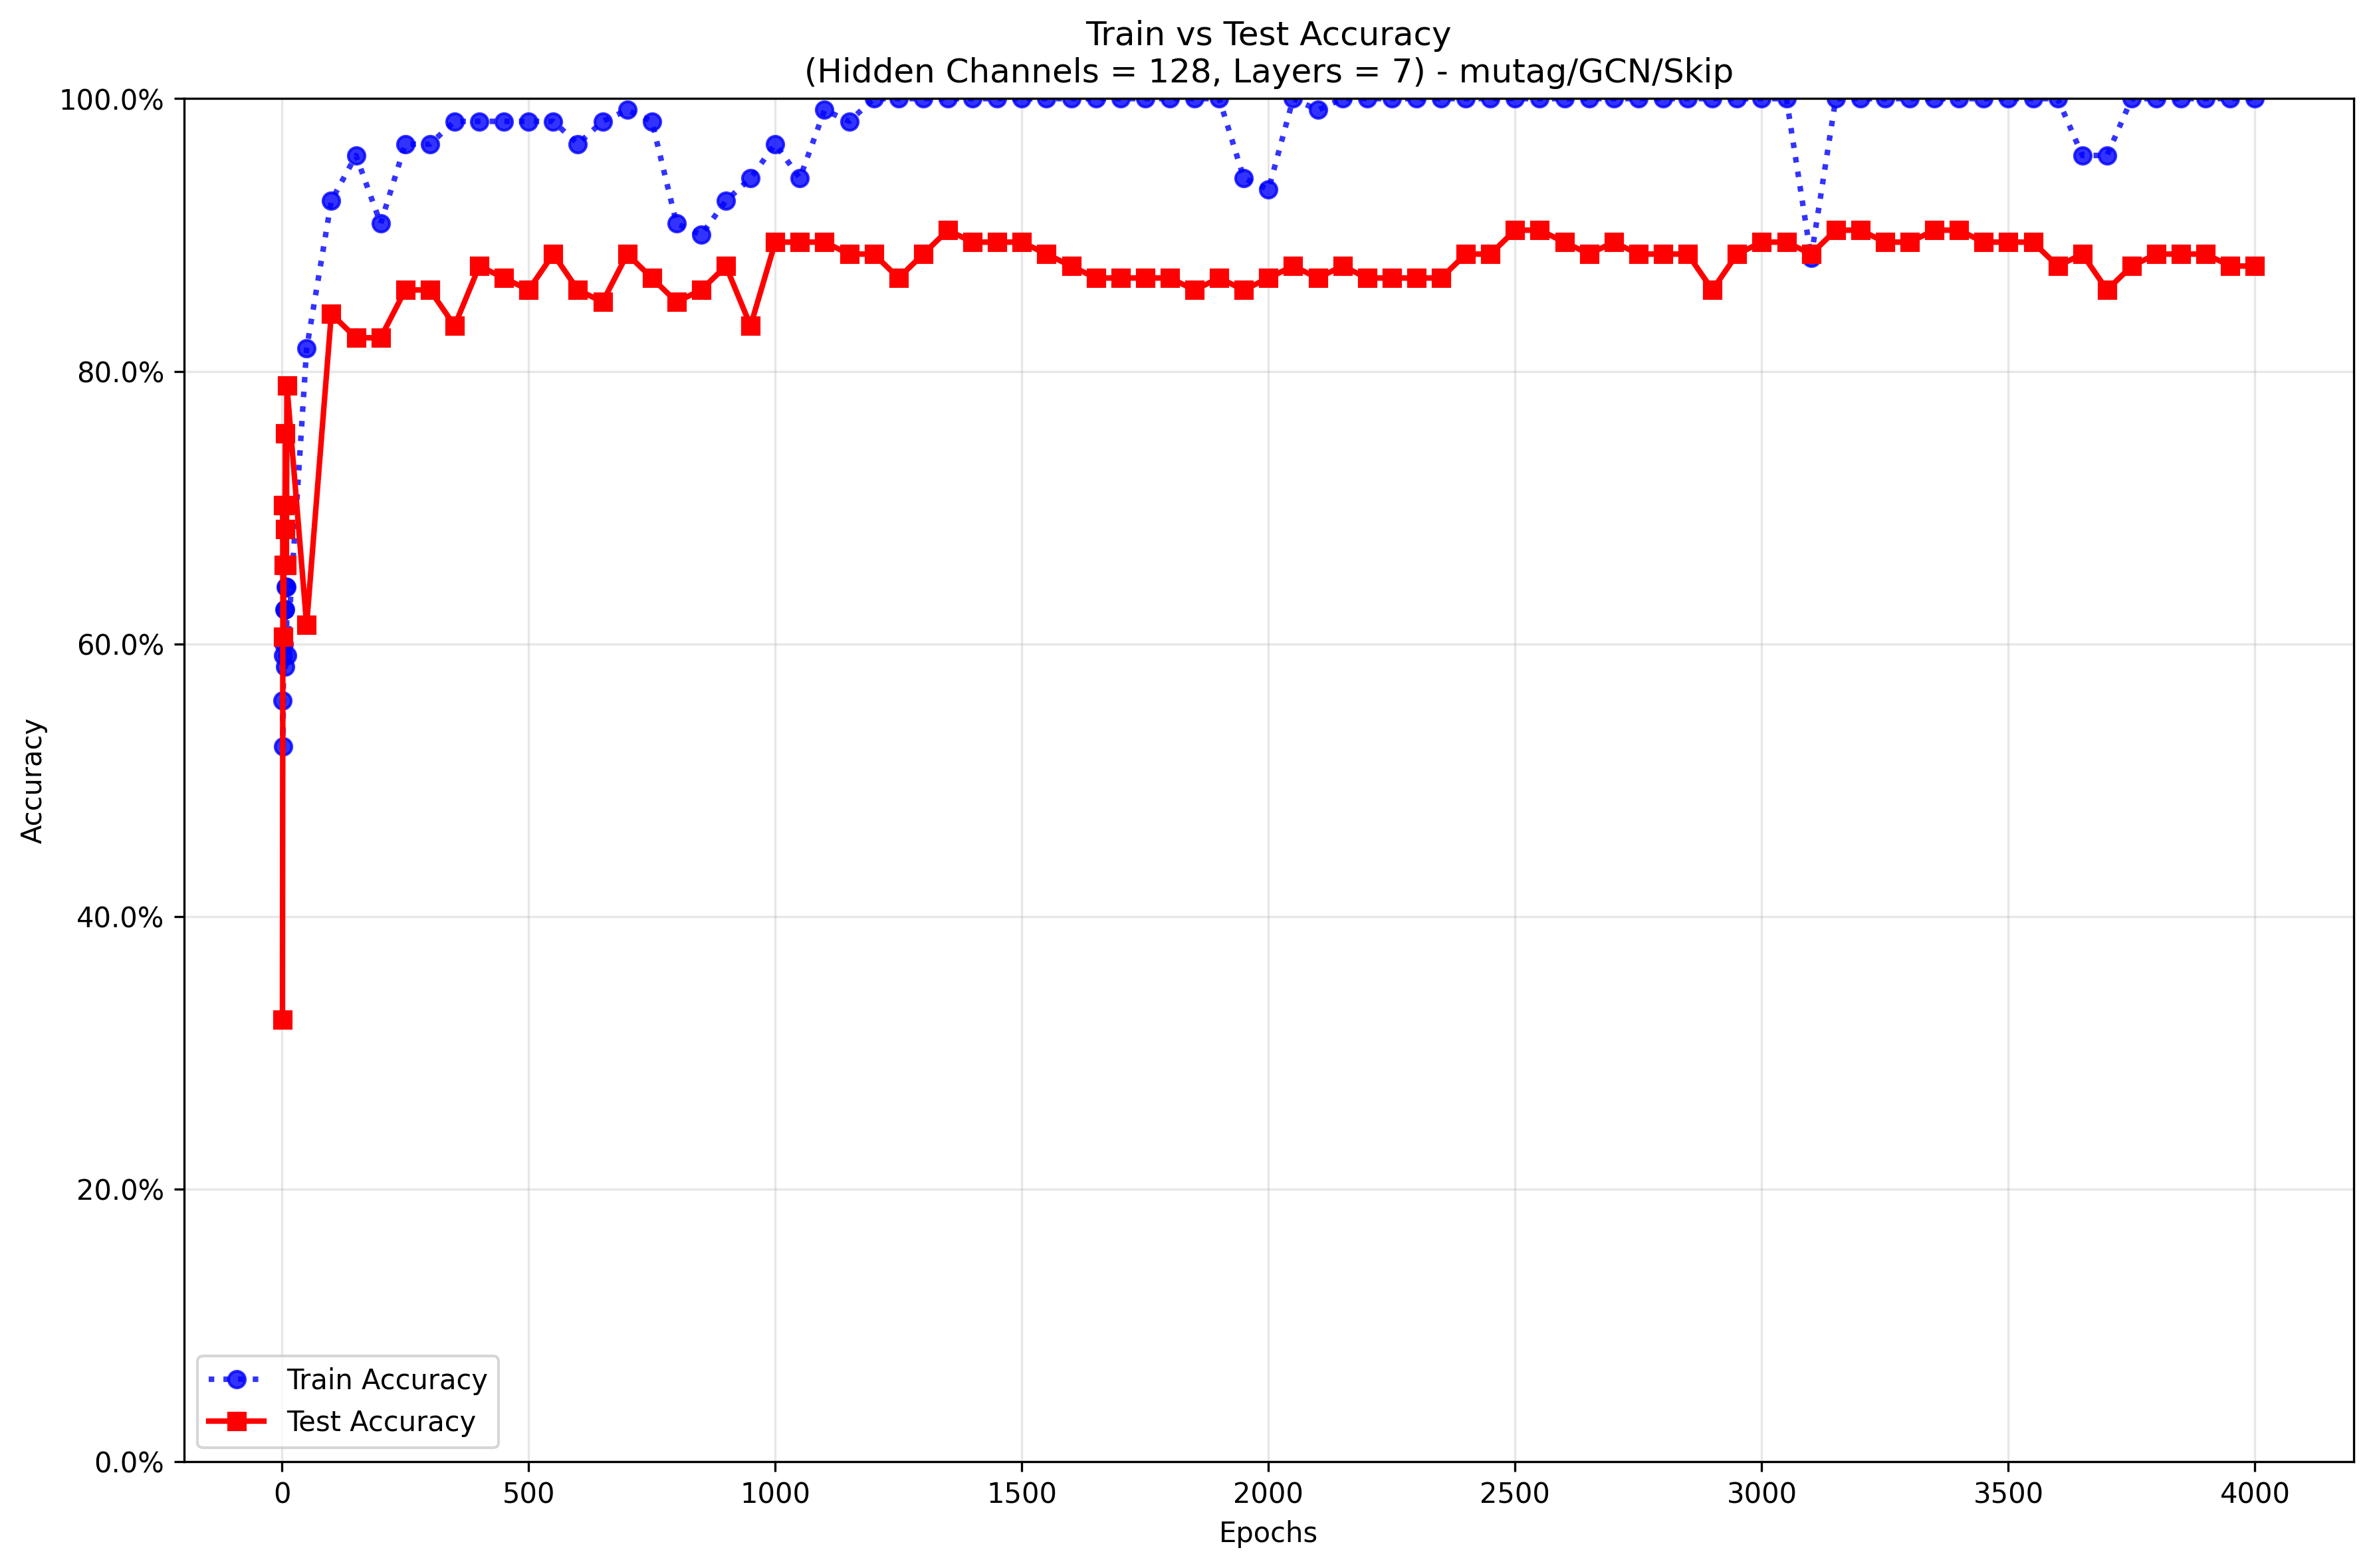 Train vs Test Accuracy
(Hidden Channels = 128, Layers = 7) - mutag/GCN/Skip
100.0%
80.0%
60.0%
40.0%
20.0%
0.0%
Accuracy
Train Accuracy
Test Accuracy
0 500 1000 1500 2000 2500 3000 3500 4000
Epochs